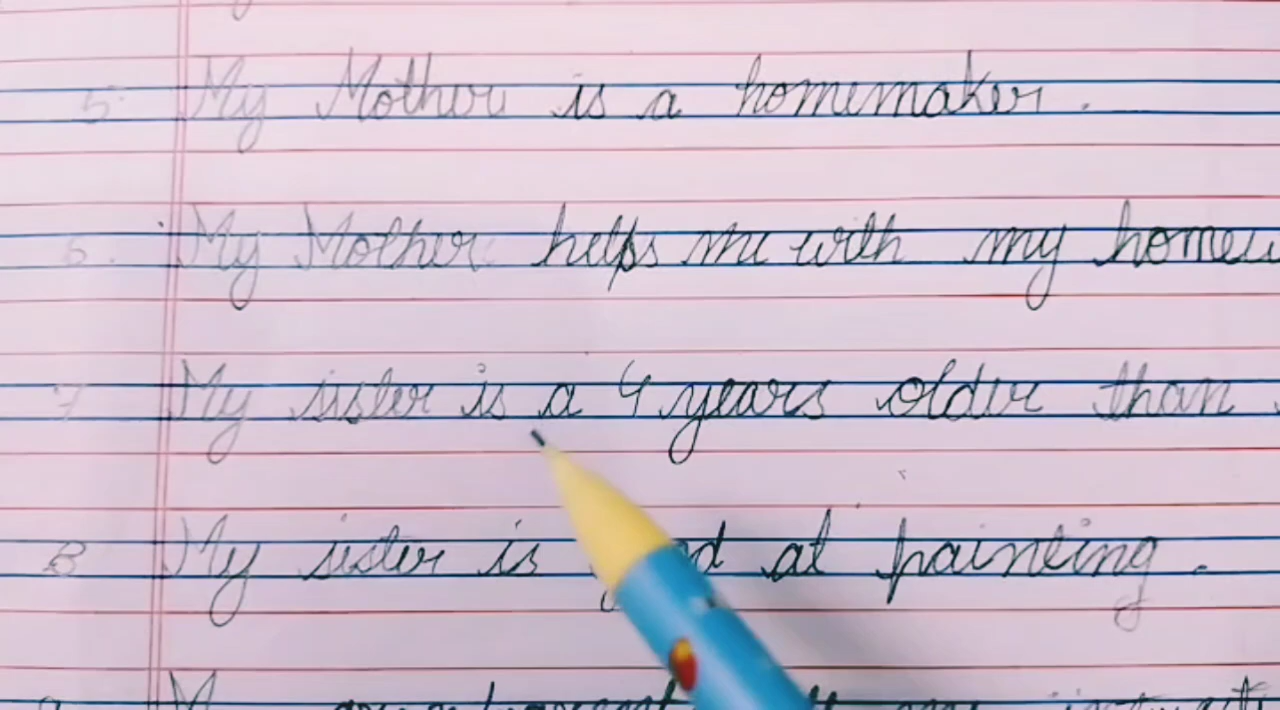 5. My Mother is a homemaker.
6. My Mother helps me with my
7 My sister is a 4 years older than
8 My sister is at painting.
My